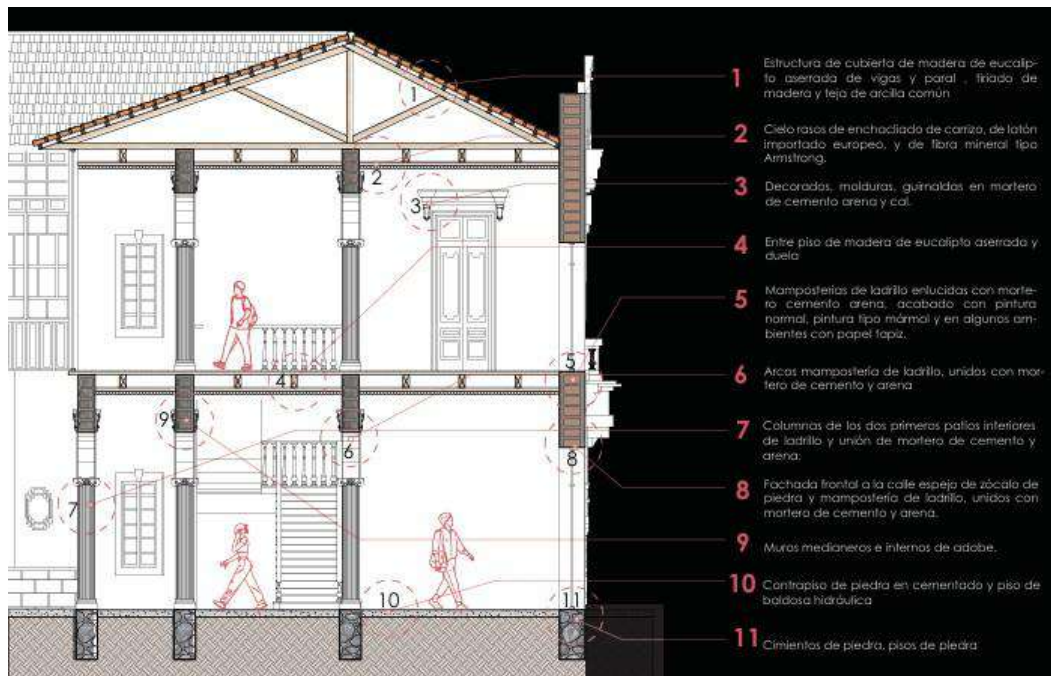 1
Estructura de cubierta de madera de eucalip-
to aserrada de vigas y paral , tiriado de
madera y teja de arcilla común
2
Cielo rasos de enchacliado de carrizo, de latón
importado europeo, y de fibra mineral tipo
Armstrong.
3
Decorados, molduras, guirnaldas en mortero
de cemento arena y cal.
4
Entre piso de madera de eucalipto aserrada y
duela
5
Mamposterías de ladrillo enlucidas con morte-
ro cemento arena, acabado con pintura
normal, pintura tipo mármol y en algunos am-
bientes con papel tapiz.
6
Arcos mampostería de ladrillo, unidos con mor-
tero de cemento y arena
7
Columnas de los dos primeros patios interiores
de ladrillo y unión de mortero de cemento y
arena.
8
Fachada frontal a la calle espejo de zócalo de
piedra y mampostería de ladrillo, unidos con
mortero de cemento y arena.
9
Muros medianeros e internos de adobe.
10
Contrapiso de piedra en cementado y piso de
baldosa hidráulica
11
Cimientos de piedra, pisos de piedra
1
2
3
4
5
6
7
8
9
10
11